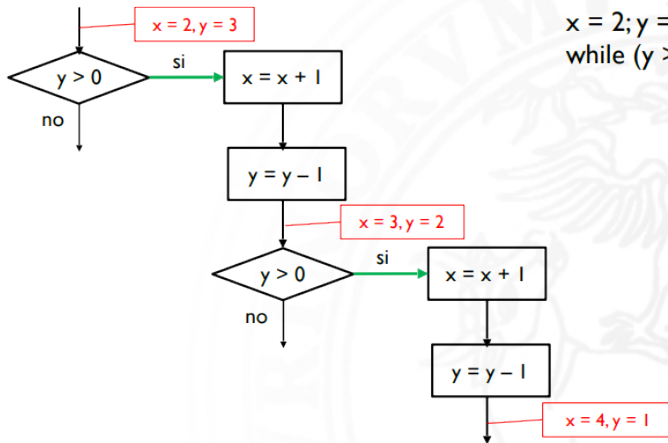 x = 2, y = 3
x = 2; y =
while (y >
y > 0
si
x = x + 1
no
y = y – 1
x = 3, y = 2
y > 0
si
x = x + 1
no
y = y – 1
x = 4, y = 1